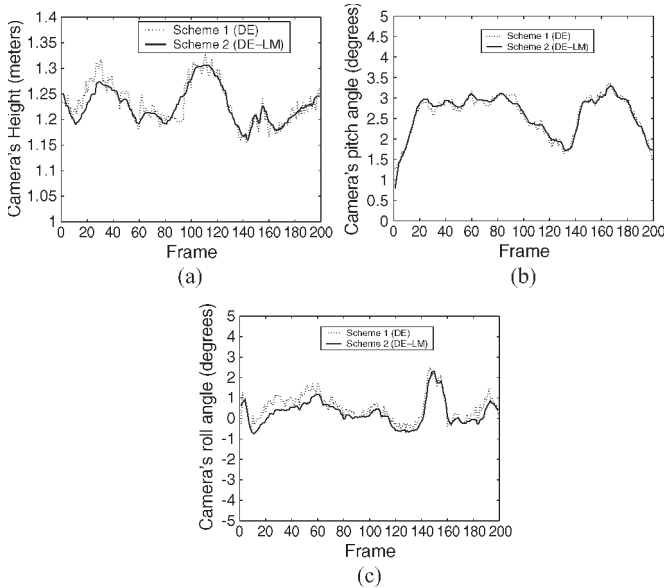 1.4
1.35
1.3
1.25
1.2
1.15
1.1
1.05
1
Camera's Height (meters)
Scheme 1 (DE)
Scheme 2 (DE–LM)
0 20 40 60 80 100 120 140 160 180 200
Frame
(a)
5
4.5
4
3.5
3
2.5
2
1.5
1
0.5
0
Camera's pitch angle (degrees)
Scheme 1 (DE)
Scheme 2 (DE–LM)
0 20 40 60 80 100 120 140 160 180 200
Frame
(b)
5
4
3
2
1
0
-1
-2
-3
-4
-5
Camera's roll angle (degrees)
Scheme 1 (DE)
Scheme 2 (DE–LM)
0 20 40 60 80 100 120 140 160 180 200
Frame
(c)